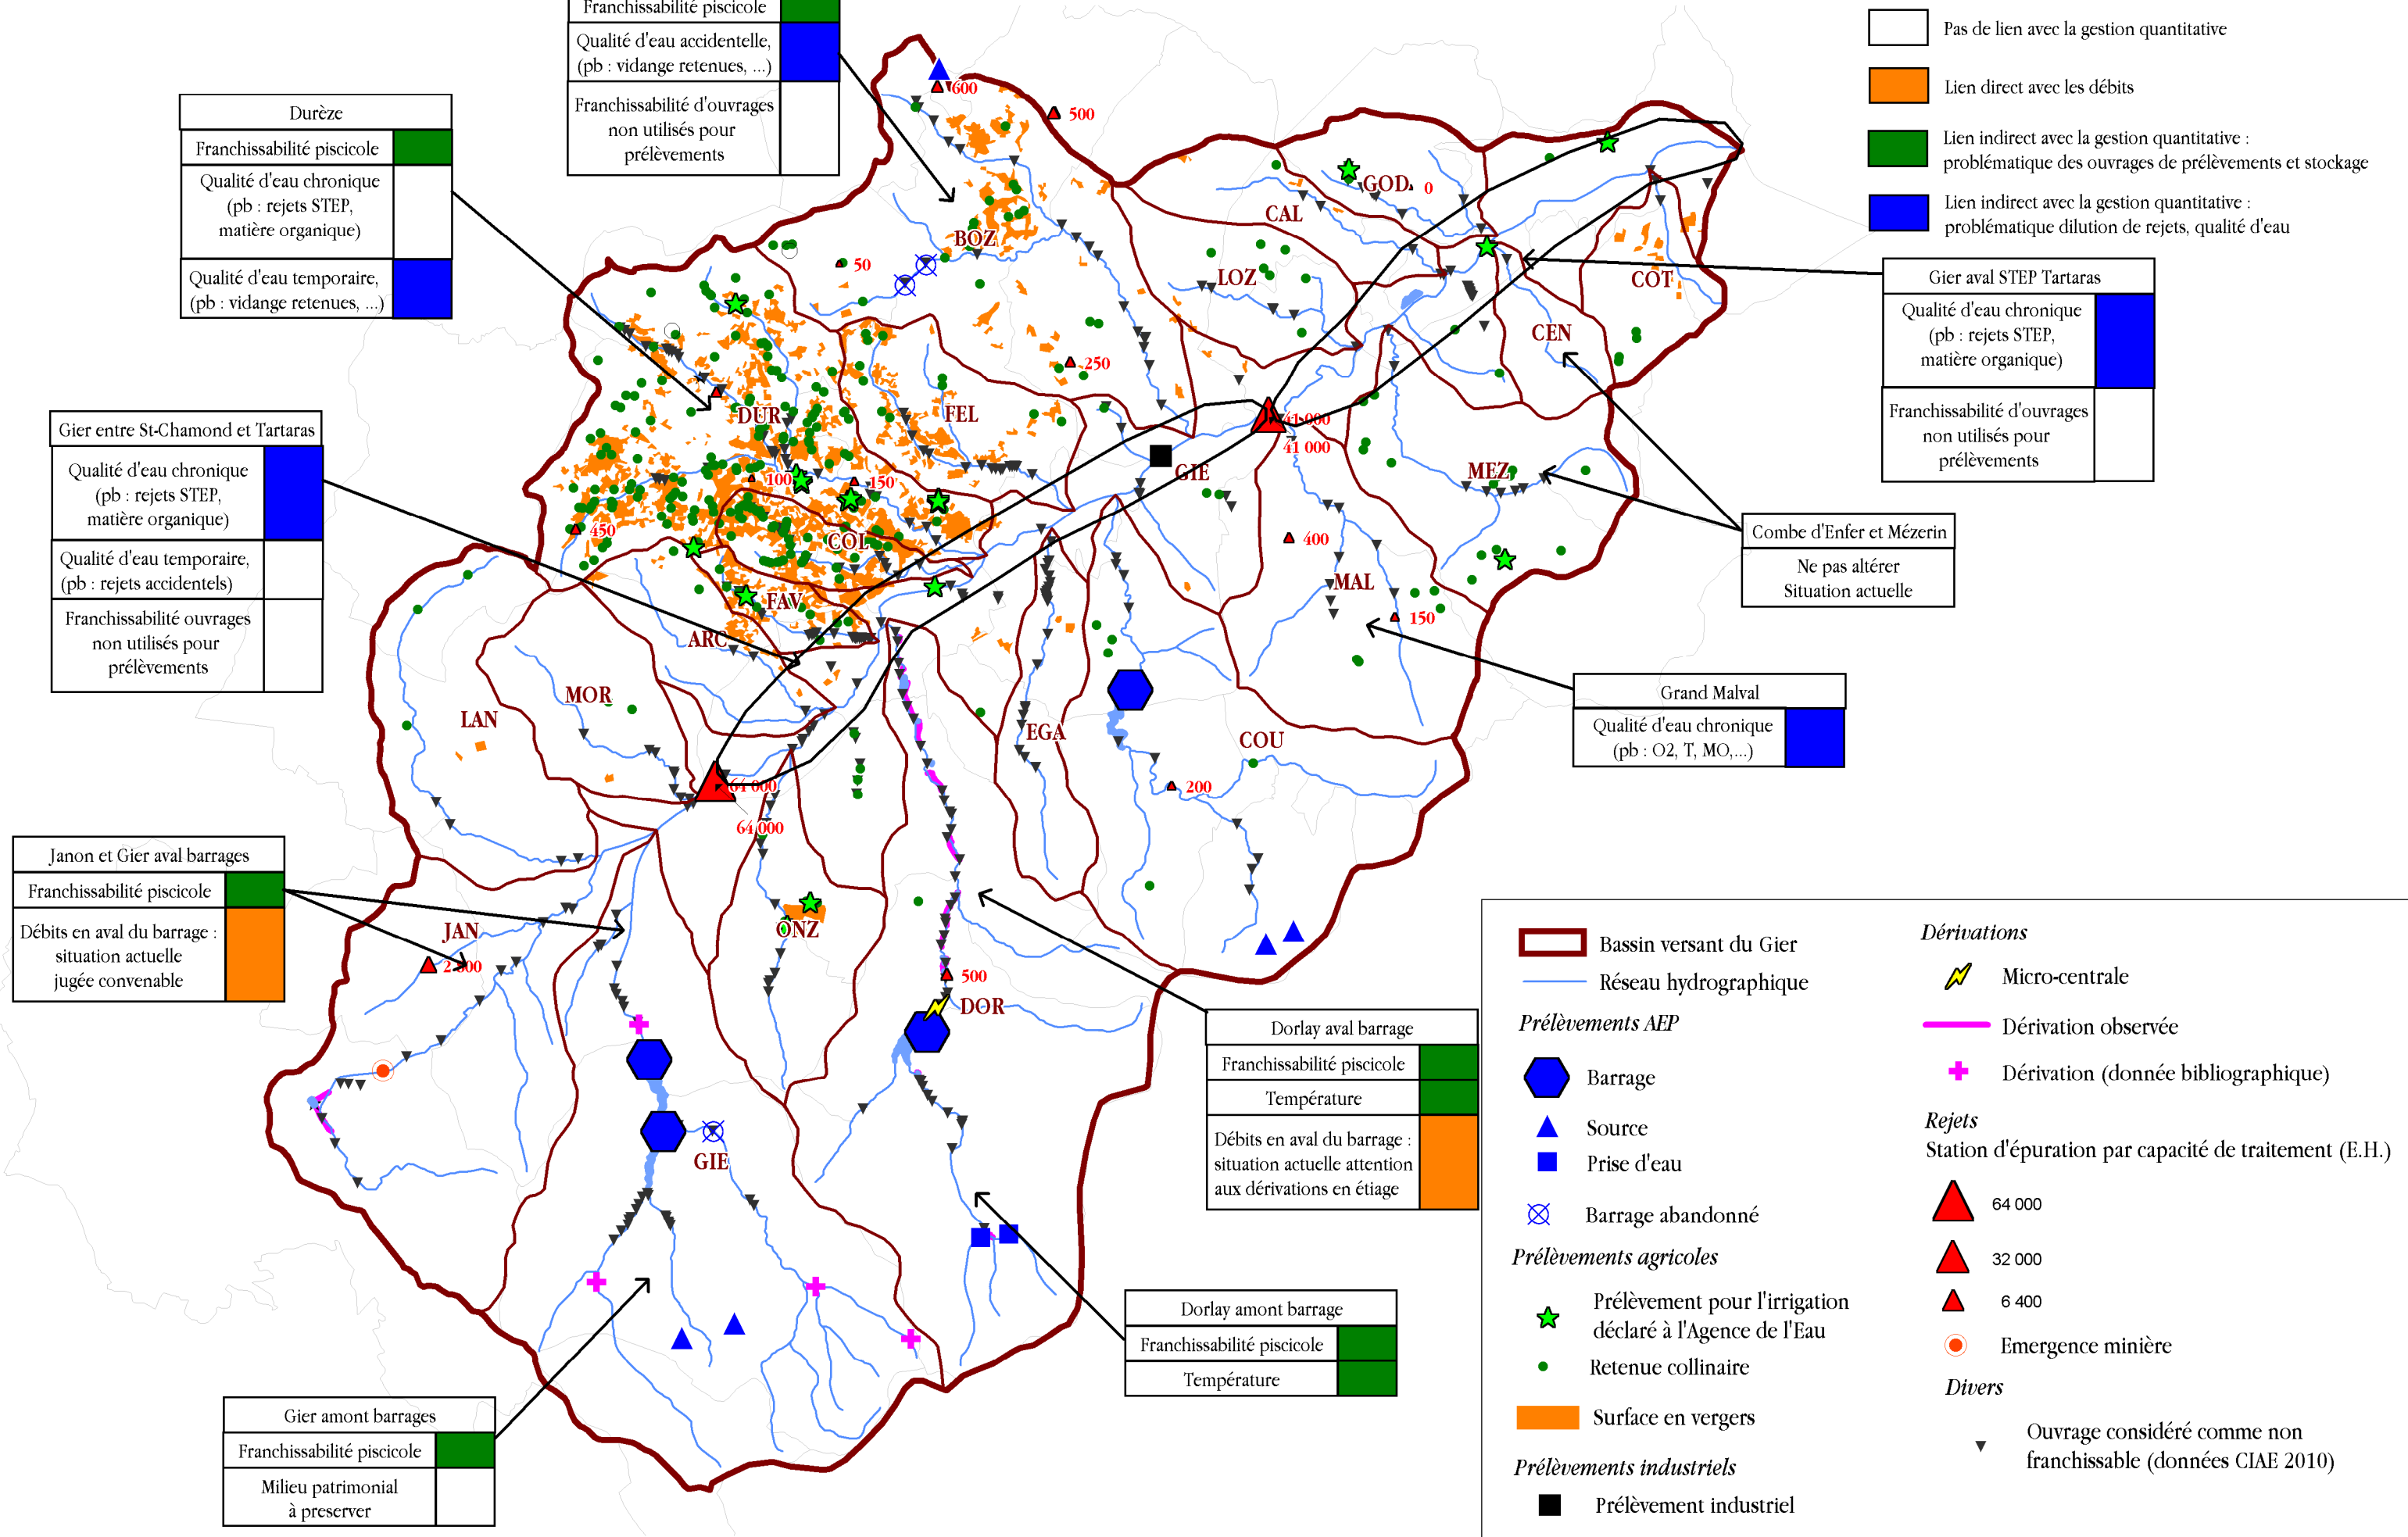 Franchissabilité piscicole
Qualité d'eau accidentelle,
(pb : vidange retenues, ...)
Franchissabilité d'ouvrages
non utilisés pour
prélèvements
Pas de lien avec la gestion quantitative
Lien direct avec les débits
Lien indirect avec la gestion quantitative :
problématique des ouvrages de prélèvements et stockage
Lien indirect avec la gestion quantitative :
problématique dilution de rejets, qualité d'eau
Durèze
Franchissabilité piscicole
Qualité d'eau chronique
(pb : rejets STEP,
matière organique)
Qualité d'eau temporaire,
(pb : vidange retenues, ...)
Gier aval STEP Tartaras
Qualité d'eau chronique
(pb : rejets STEP,
matière organique)
Franchissabilité d'ouvrages
non utilisés pour
prélèvements
Gier entre St-Chamond et Tartaras
Qualité d'eau chronique
(pb : rejets STEP,
matière organique)
Qualité d'eau temporaire,
(pb : rejets accidentels)
Franchissabilité ouvrages
non utilisés pour
prélèvements
Combe d'Enfer et Mézerin
Ne pas altérer
Situation actuelle
Grand Malval
Qualité d'eau chronique
(pb : O2, T, MO,...)
Janon et Gier aval barrages
Franchissabilité piscicole
Débits en aval du barrage :
situation actuelle
jugée convenable
Dorlay aval barrage
Franchissabilité piscicole
Température
Débits en aval du barrage :
situation actuelle attention
aux dérivations en étiage
Dorlay amont barrage
Franchissabilité piscicole
Température
Gier amont barrages
Franchissabilité piscicole
Milieu patrimonial
à preserver
600
500
GOD
0
CAL
BOZ
50
LOZ
COT
CEN
250
DUR
FEL
41 000
41 000
GIE
MEZ
100
150
450
COL
400
FAV
MAL
150
ARC
MOR
LAN
EGA
COU
64 000
200
64 000
JAN
ONZ
500
DOR
GIE
Bassin versant du Gier
Réseau hydrographique
Prélèvements AEP
Barrage
Source
Prise d'eau
Barrage abandonné
Prélèvements agricoles
Prélèvement pour l'irrigation
déclaré à l'Agence de l'Eau
Retenue collinaire
Surface en vergers
Prélèvements industriels
Prélèvement industriel
Dérivations
Micro-centrale
Dérivation observée
Dérivation (donnée bibliographique)
Rejets
Station d'épuration par capacité de traitement (E.H.)
64 000
32 000
6 400
Emergence minière
Divers
Ouvrage considéré comme non
franchissable (données CIAE 2010)